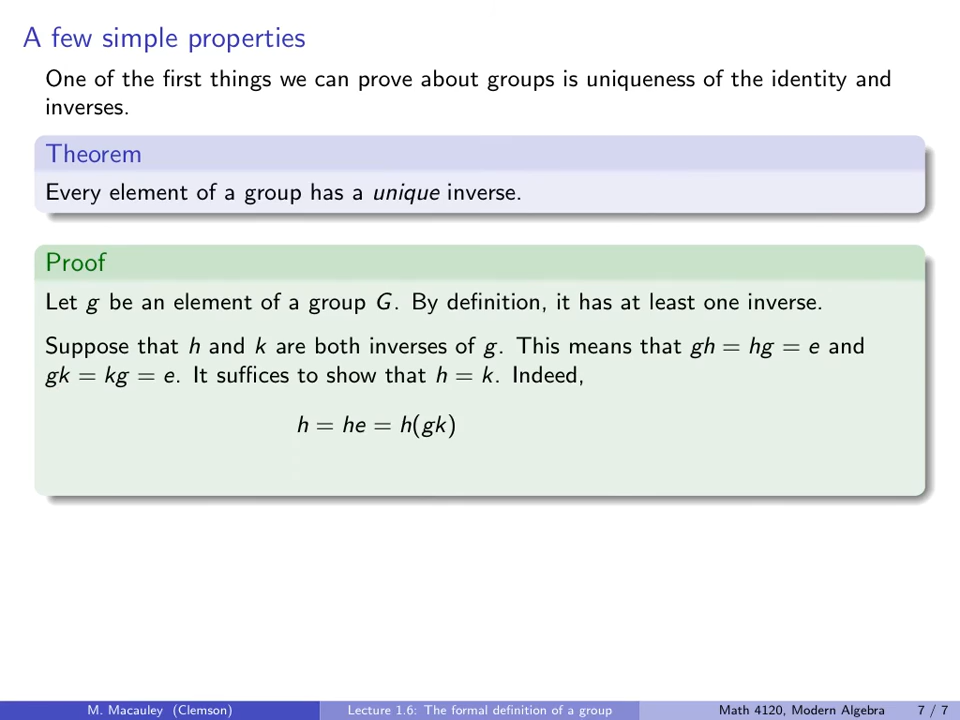 A few simple properties
One of the first things we can prove about groups is uniqueness of the identity and
inverses.
Theorem
Every element of a group has a unique inverse.
Proof
Let g be an element of a group G. By definition, it has at least one inverse.
Suppose that h and k are both inverses of g. This means that gh = hg = e and
gk = kg = e. It suffices to show that h = k. Indeed,
h = he = h(gk)
M. Macauley (Clemson) Lecture 1.6: The formal definition of a group Math 4120, Modern Algebra 7 / 7